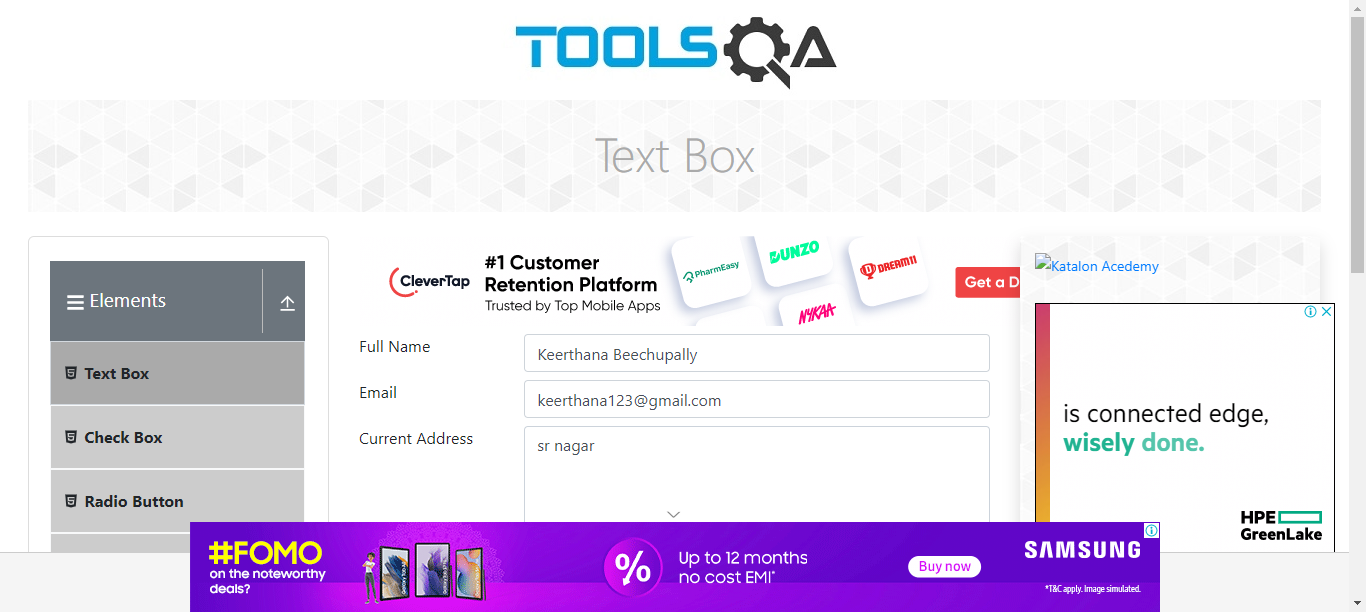 TOOLSQA
Text Box
Elements
Text Box
Check Box
Radio Button
CleverTap
#1 Customer
Retention Platform
Trusted by Top Mobile Apps
PharmEasy
DUNZO
NYKAA
DREAM11
Get a D
Full Name
Keerthana Beechupally
Email
keerthana123@gmail.com
Current Address
sr nagar
Katalon Acedemy
is connected edge,
wisely done.
HPE
GreenLake
#FOMO
on the noteworthy
deals?
%
Up to 12 months
no cost EMI*
Buy now
SAMSUNG
*T&C apply. Image simulated.